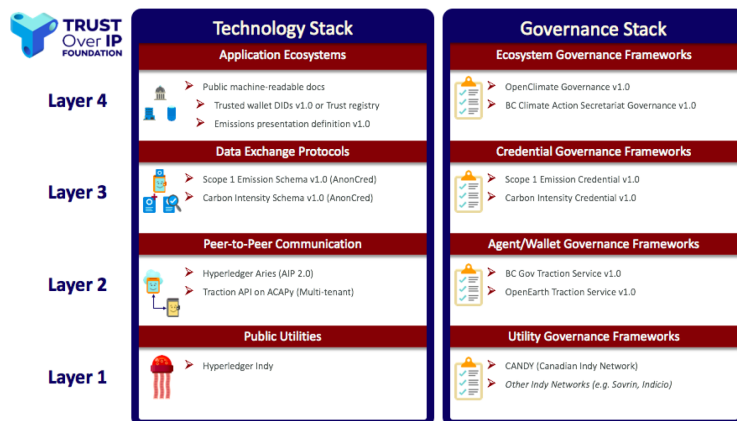 TRUST
Over IP
FOUNDATION
Technology Stack
Governance Stack
Layer 4
Application Ecosystems
Public machine-readable docs
Trusted wallet DIDs v1.0 or Trust registry
Emissions presentation definition v1.0
Ecosystem Governance Frameworks
OpenClimate Governance v1.0
BC Climate Action Secretariat Governance v1.0
Layer 3
Data Exchange Protocols
Scope 1 Emission Schema v1.0 (AnonCred)
Carbon Intensity Schema v1.0 (AnonCred)
Credential Governance Frameworks
Scope 1 Emission Credential v1.0
Carbon Intensity Credential v1.0
Layer 2
Peer-to-Peer Communication
Hyperledger Aries (AIP 2.0)
Traction API on ACAPy (Multi-tenant)
Agent/Wallet Governance Frameworks
BC Gov Traction Service v1.0
OpenEarth Traction Service v1.0
Layer 1
Public Utilities
Hyperledger Indy
Utility Governance Frameworks
CANDY (Canadian Indy Network)
Other Indy Networks (e.g. Sovrin, Indicio)